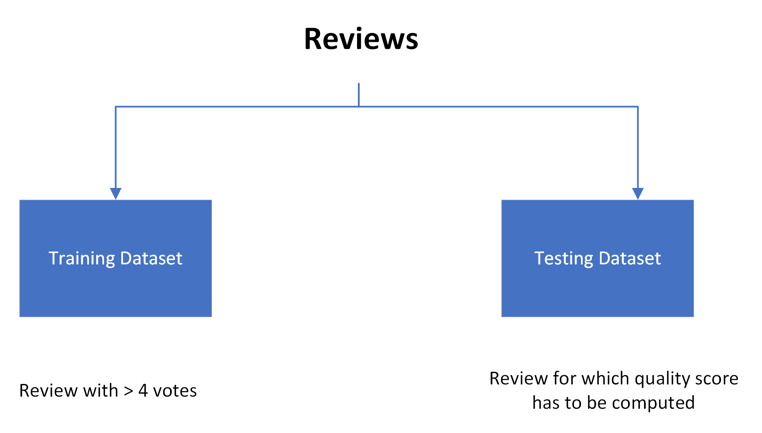 Reviews
Training Dataset
Testing Dataset
Review with > 4 votes
Review for which quality score
has to be computed